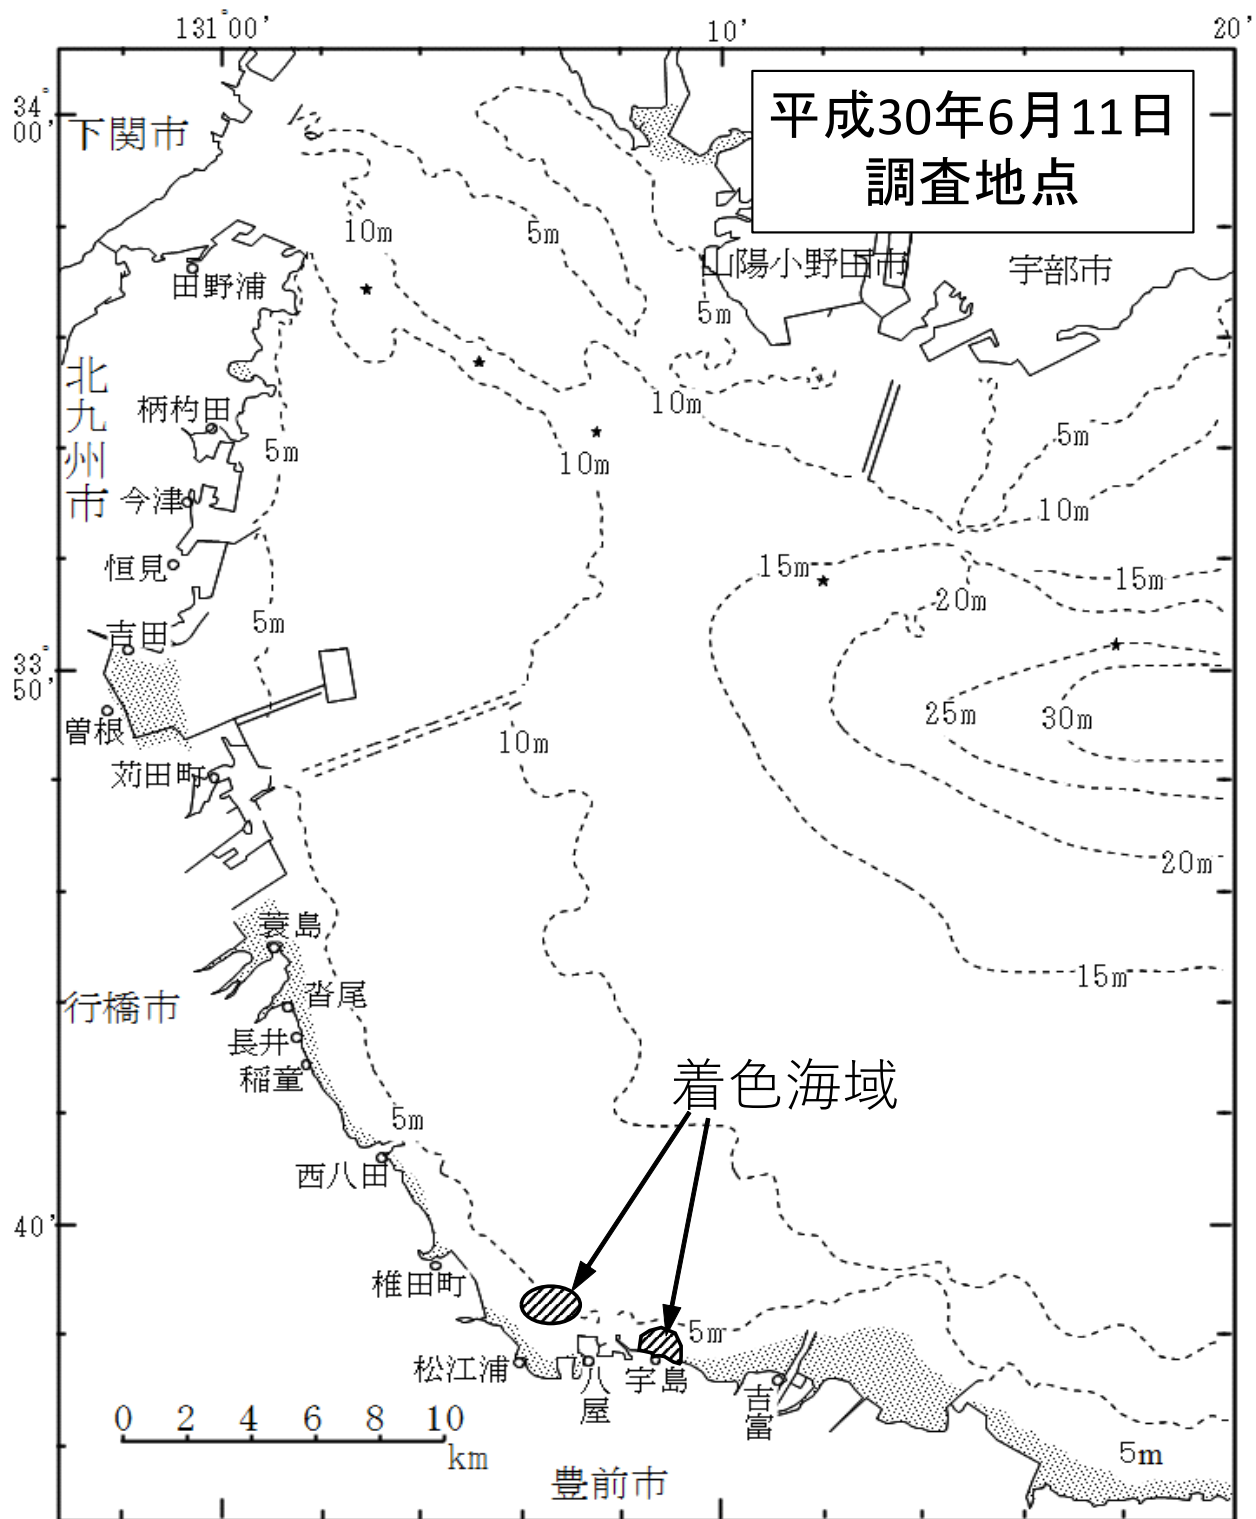 131°00'
10'
20'
34°
00'
下関市
平成30年6月11日
調査地点
10m
5m
田野浦
山陽小野田市
宇部市
5m
北九州市
柄杓田
10m
5m
5m
10m
今津
10m
恒見
15m
15m
20m
吉田
5m
33°
50'
曽根
25m
30m
10m
苅田町
20m
蓑島
15m
行橋市
沓尾
長井
稲童
着色海域
5m
西八田
40'
椎田町
5m
松江浦
八屋
宇島
吉富
0 2 4 6 8 10
km
5m
豊前市